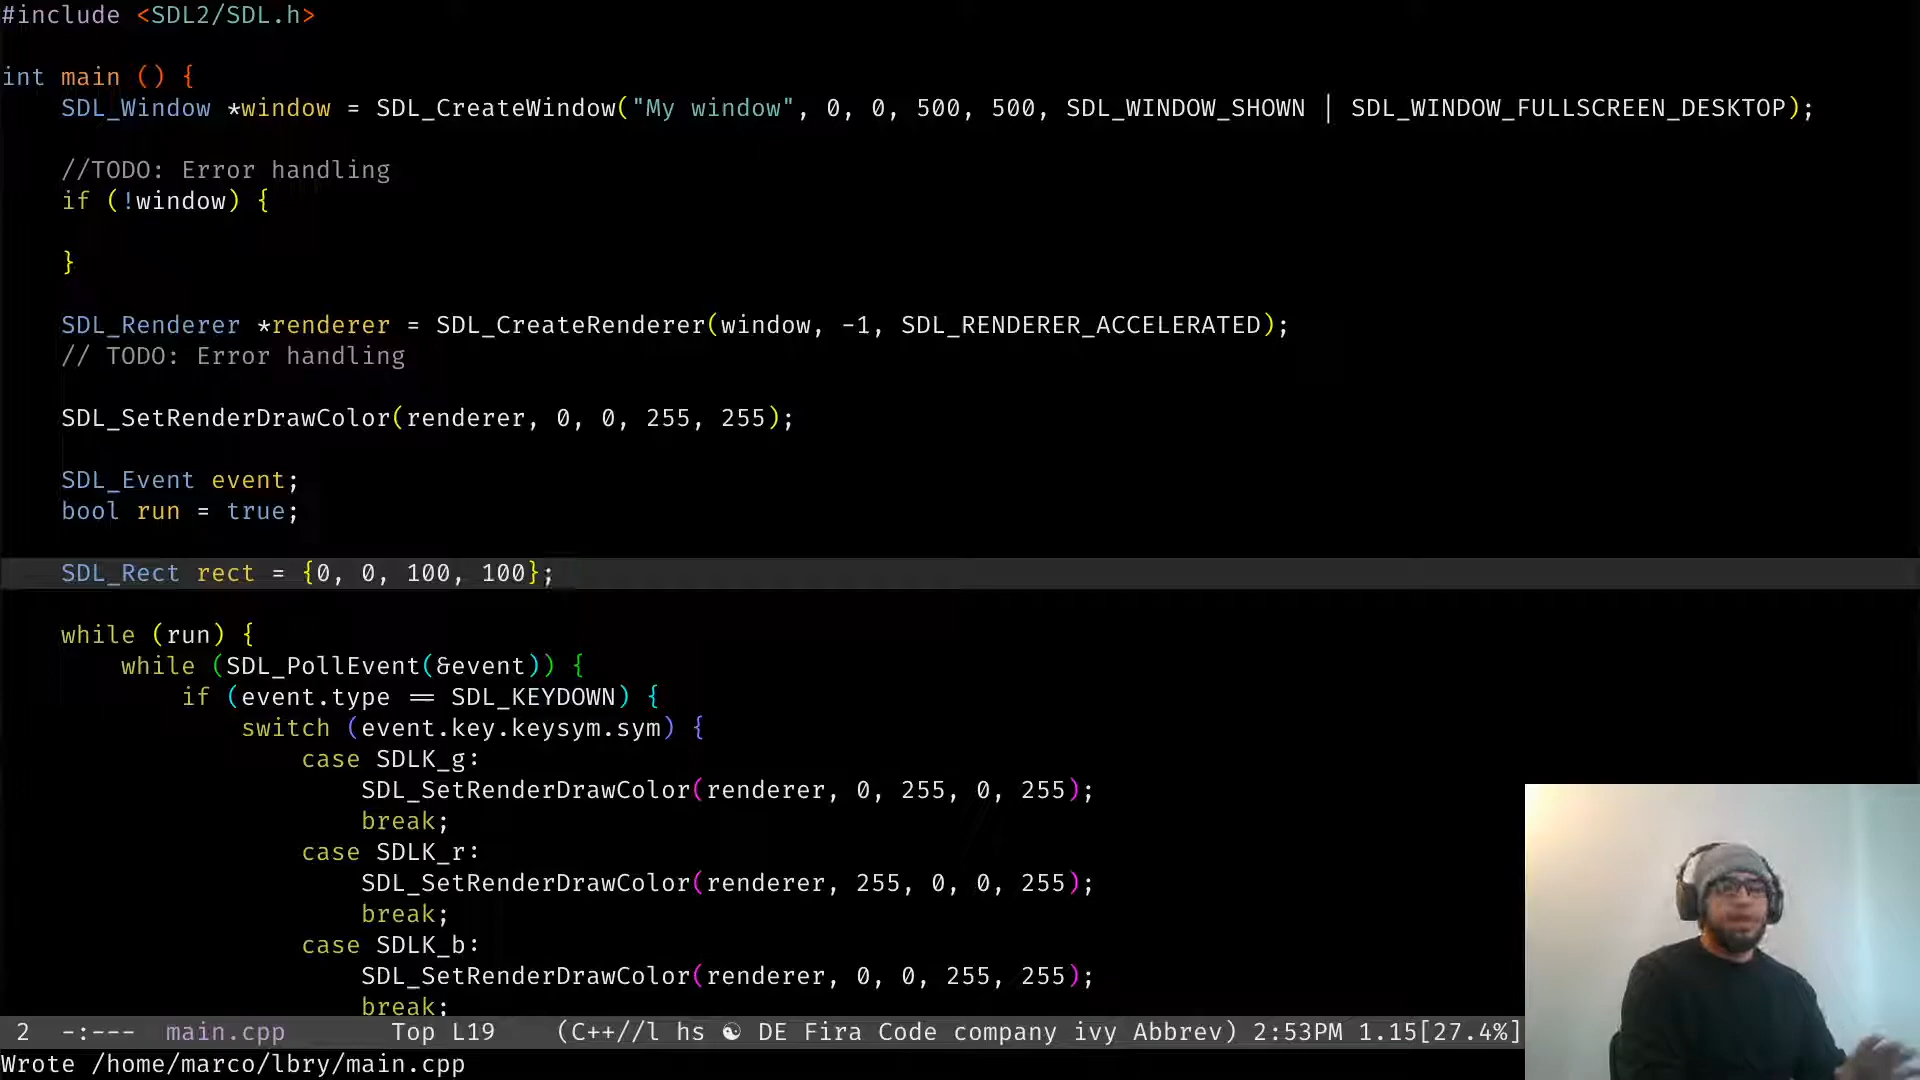 #include <SDL2/SDL.h>
int main () {
SDL_Window *window = SDL_CreateWindow("My window", 0, 0, 500, 500, SDL_WINDOW_SHOWN | SDL_WINDOW_FULLSCREEN_DESKTOP);
//TODO: Error handling
if (!window) {
}
SDL_Renderer *renderer = SDL_CreateRenderer(window, -1, SDL_RENDERER_ACCELERATED);
// TODO: Error handling
SDL_SetRenderDrawColor(renderer, 0, 0, 255, 255);
SDL_Event event;
bool run = true;
SDL_Rect rect = {0, 0, 100, 100};
while (run) {
while (SDL_PollEvent(&event)) {
if (event.type == SDL_KEYDOWN) {
switch (event.key.keysym.sym) {
case SDLK_g:
SDL_SetRenderDrawColor(renderer, 0, 255, 0, 255);
break;
case SDLK_r:
SDL_SetRenderDrawColor(renderer, 255, 0, 0, 255);
break;
case SDLK_b:
SDL_SetRenderDrawColor(renderer, 0, 0, 255, 255);
break;
2 -:--- main.cpp Top L19 (C++//l hs ☯ DE Fira Code company ivy Abbrev) 2:53PM 1.15[27.4%]
Wrote /home/marco/lbry/main.cpp